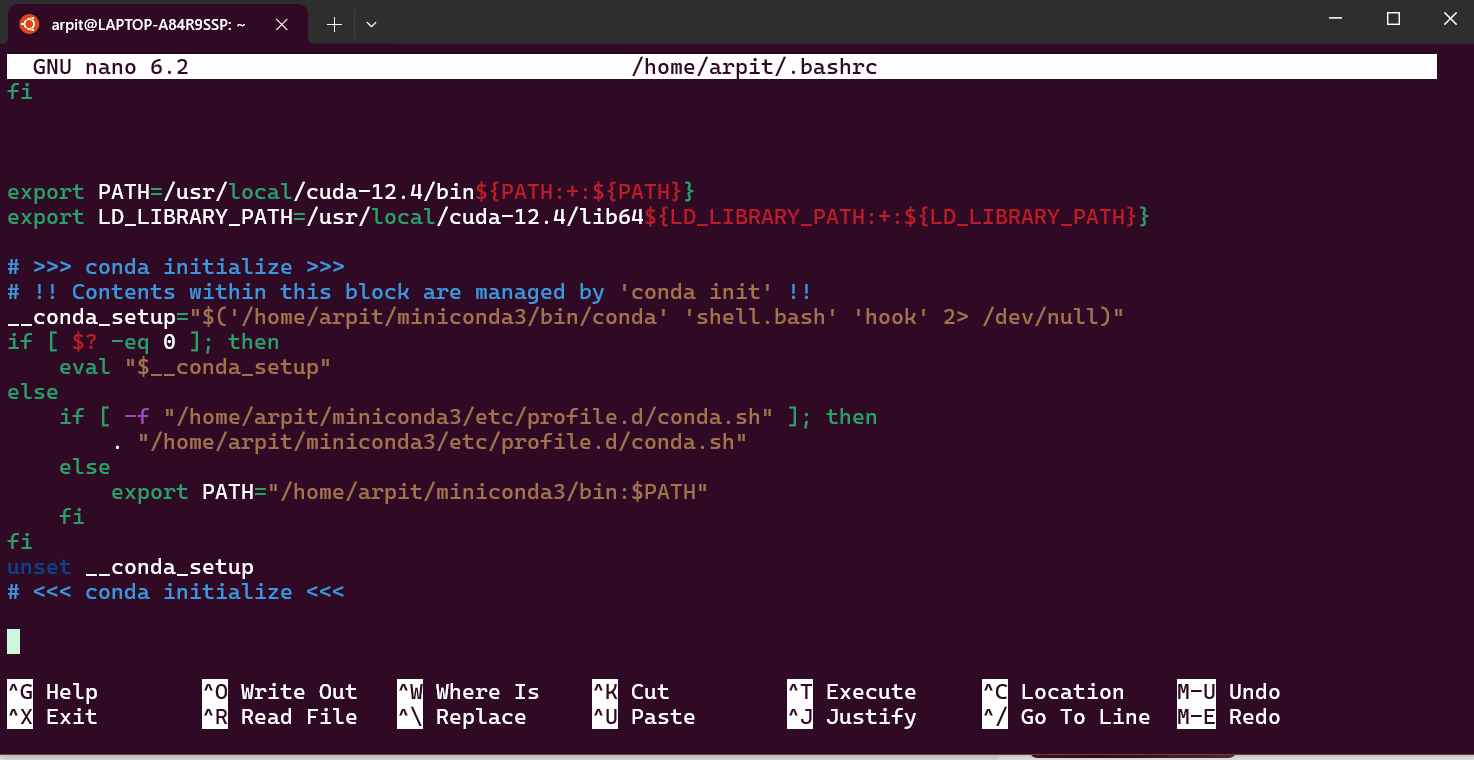 arpit@LAPTOP-A84R9SSP: ~
GNU nano 6.2 /home/arpit/.bashrc
fi
export PATH=/usr/local/cuda-12.4/bin${PATH:+:${PATH}}
export LD_LIBRARY_PATH=/usr/local/cuda-12.4/lib64${LD_LIBRARY_PATH:+:${LD_LIBRARY_PATH}}
# >>> conda initialize >>>
# !! Contents within this block are managed by 'conda init' !!
__conda_setup="$('/home/arpit/miniconda3/bin/conda' 'shell.bash' 'hook' 2> /dev/null)"
if [ $? -eq 0 ]; then
    eval "$__conda_setup"
else
    if [ -f "/home/arpit/miniconda3/etc/profile.d/conda.sh" ]; then
        . "/home/arpit/miniconda3/etc/profile.d/conda.sh"
    else
        export PATH="/home/arpit/miniconda3/bin:$PATH"
    fi
fi
unset __conda_setup
# <<< conda initialize <<<
^G Help ^O Write Out ^W Where Is ^K Cut ^T Execute ^C Location M-U Undo
^X Exit ^R Read File ^\ Replace ^U Paste ^J Justify ^/ Go To Line M-E Redo